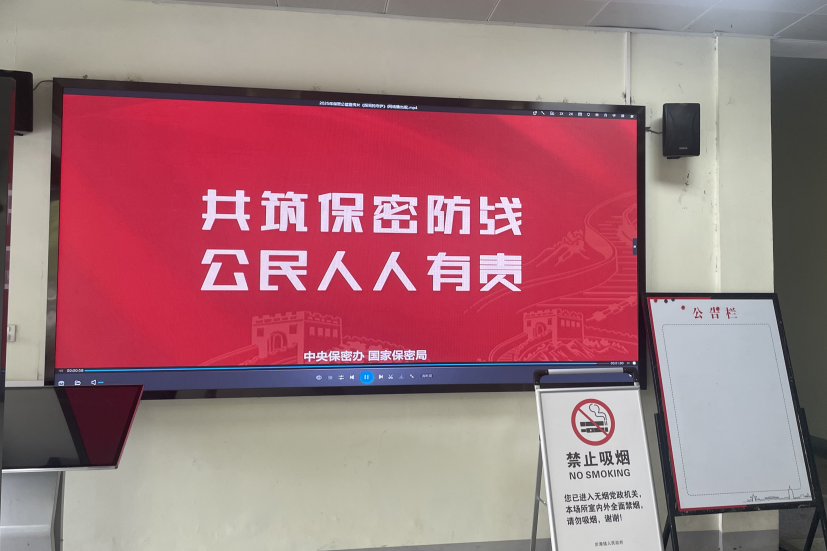 共筑保密防线
公民人人有责
中央保密办 国家保密局
公告栏
禁止吸烟
NO SMOKING
您已进入无烟党政机关，
本场所室内外全面禁烟，
请勿吸烟，谢谢！